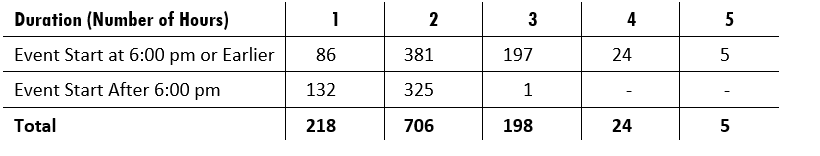 Duration (Number of Hours) 1 2 3 4 5
Event Start at 6:00 pm or Earlier 86 381 197 24 5
Event Start After 6:00 pm 132 325 1 - -
Total 218 706 198 24 5